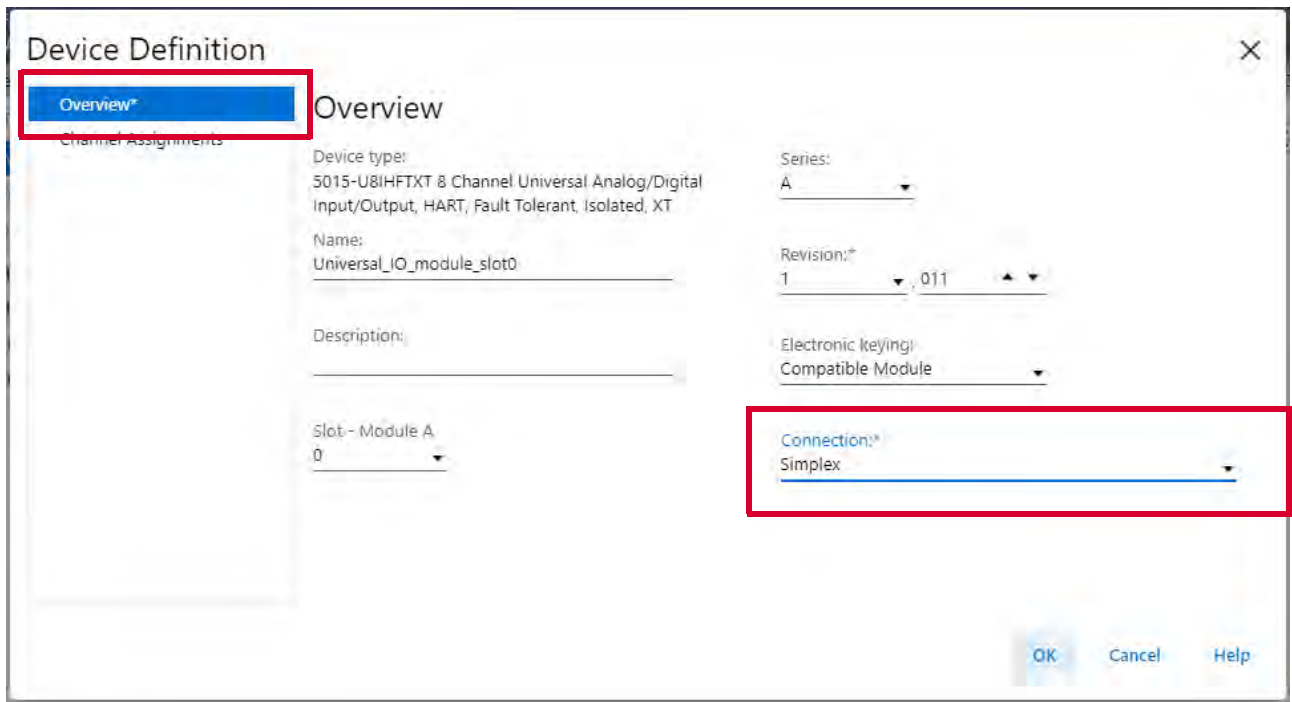 Device Definition
Overview*
Channel Assignments
Overview
Device type:
5015-U8IHFTXT 8 Channel Universal Analog/Digital
Input/Output, HART, Fault Tolerant, Isolated, XT
Name:
Universal_IO_module_slot0
Description:
Slot - Module A
0
Series:
A
Revision:*
1 . 011
Electronic keying:
Compatible Module
Connection:*
Simplex
OK Cancel Help